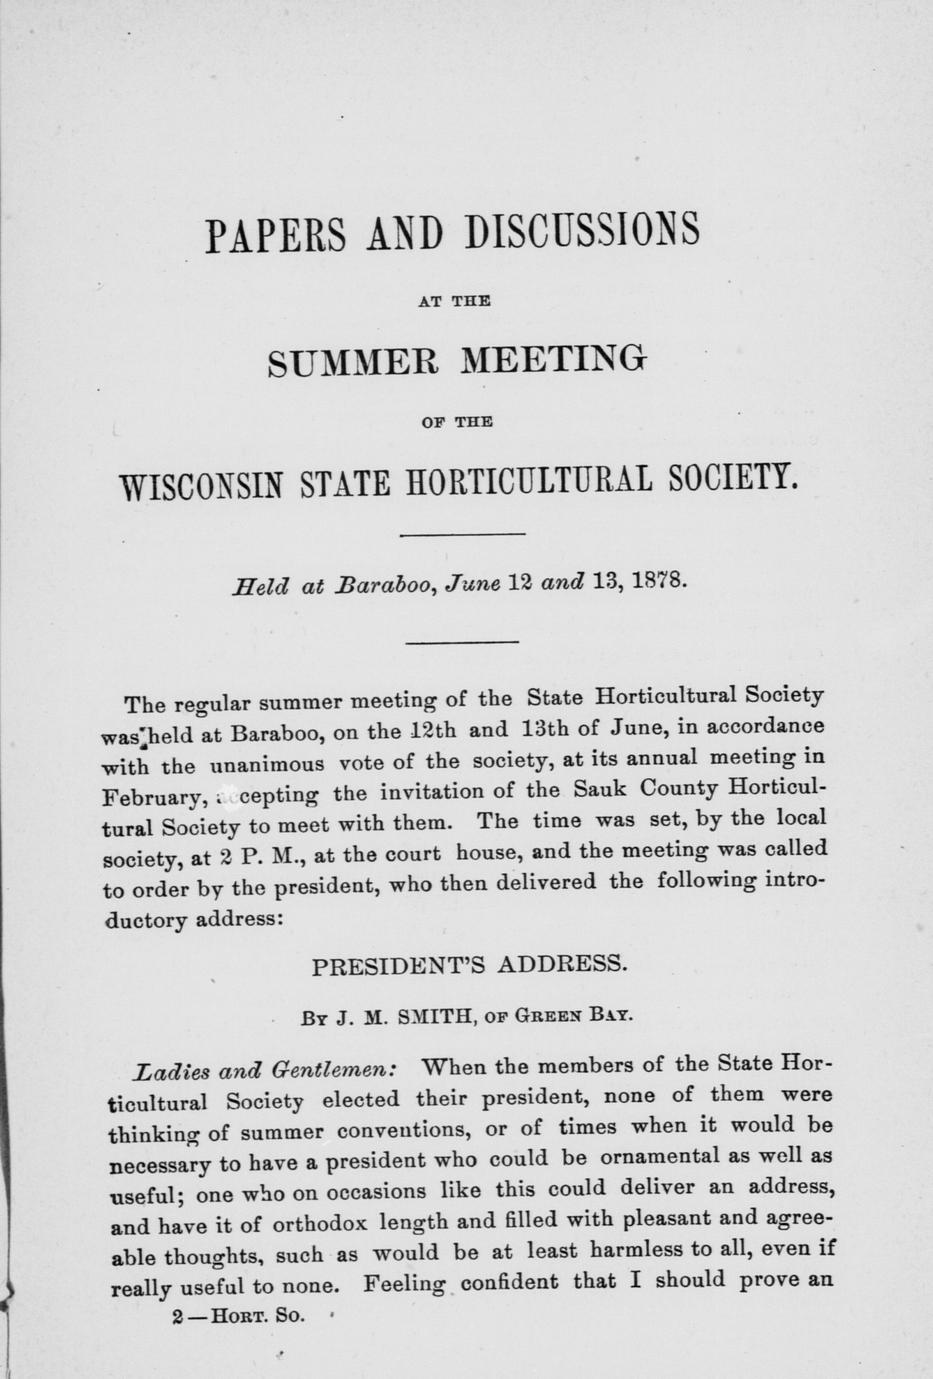 PAPERS AND DISCUSSIONS
AT THE
SUMMER MEETING
OF THE
WISCONSIN STATE HORTICULTURAL SOCIETY.
Held at Baraboo, June 12 and 13, 1878.
The regular summer meeting of the State Horticultural Society
was held at Baraboo, on the 12th and 13th of June, in accordance
with the unanimous vote of the society, at its annual meeting in
February, accepting the invitation of the Sauk County Horticul-
tural Society to meet with them. The time was set, by the local
society, at 2 P. M., at the court house, and the meeting was called
to order by the president, who then delivered the following intro-
ductory address:
PRESIDENT'S ADDRESS.
BY J. M. SMITH, OF GREEN BAY.
Ladies and Gentlemen: When the members of the State Hor-
ticultural Society elected their president, none of them were
thinking of summer conventions, or of times when it would be
necessary to have a president who could be ornamental as well as
useful; one who on occasions like this could deliver an address,
and have it of orthodox length and filled with pleasant and agree-
able thoughts, such as would be at least harmless to all, even if
really useful to none. Feeling confident that I should prove an
2—HORT. SO.